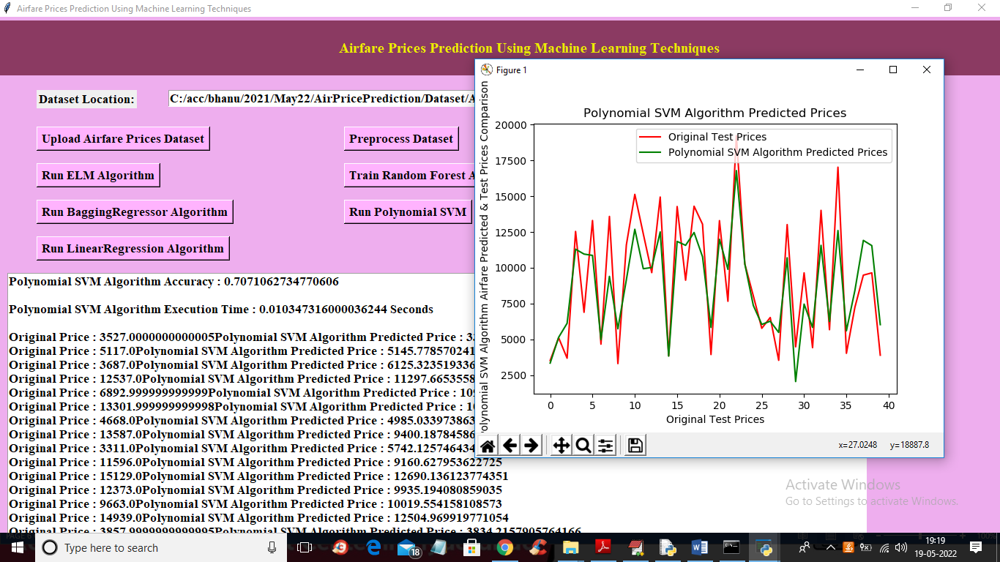 Airfare Prices Prediction Using Machine Learning Techniques
Airfare Prices Prediction Using Machine Learning Techniques
Dataset Location:
C:/acc/bhanu/2021/May22/AirPricePrediction/Dataset/A
Upload Airfare Prices Dataset
Preprocess Dataset
Run ELM Algorithm
Train Random Forest A
Run BaggingRegressor Algorithm
Run Polynomial SVM
Run LinearRegression Algorithm
Polynomial SVM Algorithm Accuracy : 0.7071062734770606
Polynomial SVM Algorithm Execution Time : 0.010347316000036244 Seconds
Original Price : 3527.0000000000005Polynomial SVM Algorithm Predicted Price : 33
Original Price : 5117.0Polynomial SVM Algorithm Predicted Price : 5145.778570241
Original Price : 3687.0Polynomial SVM Algorithm Predicted Price : 6125.323519336
Original Price : 12537.0Polynomial SVM Algorithm Predicted Price : 11297.6653558
Original Price : 6892.999999999999Polynomial SVM Algorithm Predicted Price : 109
Original Price : 13301.999999999998Polynomial SVM Algorithm Predicted Price : 10
Original Price : 4668.0Polynomial SVM Algorithm Predicted Price : 4985.033973863
Original Price : 13587.0Polynomial SVM Algorithm Predicted Price : 9400.18784586
Original Price : 3311.0Polynomial SVM Algorithm Predicted Price : 5742.125746434
Original Price : 11596.0Polynomial SVM Algorithm Predicted Price : 9160.627953622725
Original Price : 15129.0Polynomial SVM Algorithm Predicted Price : 12690.136123774351
Original Price : 12373.0Polynomial SVM Algorithm Predicted Price : 9935.194080859035
Original Price : 9663.0Polynomial SVM Algorithm Predicted Price : 10019.554158108573
Original Price : 14939.0Polynomial SVM Algorithm Predicted Price : 12504.969919771054
Original Price : 3857.9999999999995Polynomial SVM Algorithm Predicted Price : 3834.2157905764166
Figure 1
Polynomial SVM Algorithm Predicted Prices
Original Test Prices
Polynomial SVM Algorithm Predicted Prices
olynomial SVM Algorithm Airfare Predicted & Test Prices Comparison
20000
17500
15000
12500
10000
7500
5000
2500
0 5 10 15 20 25 30 35 40
Original Test Prices
x=27.0248 y=18887.8
Activate Windows
Go to Settings to activate Windows.
Type here to search
18
19:19
19-05-2022